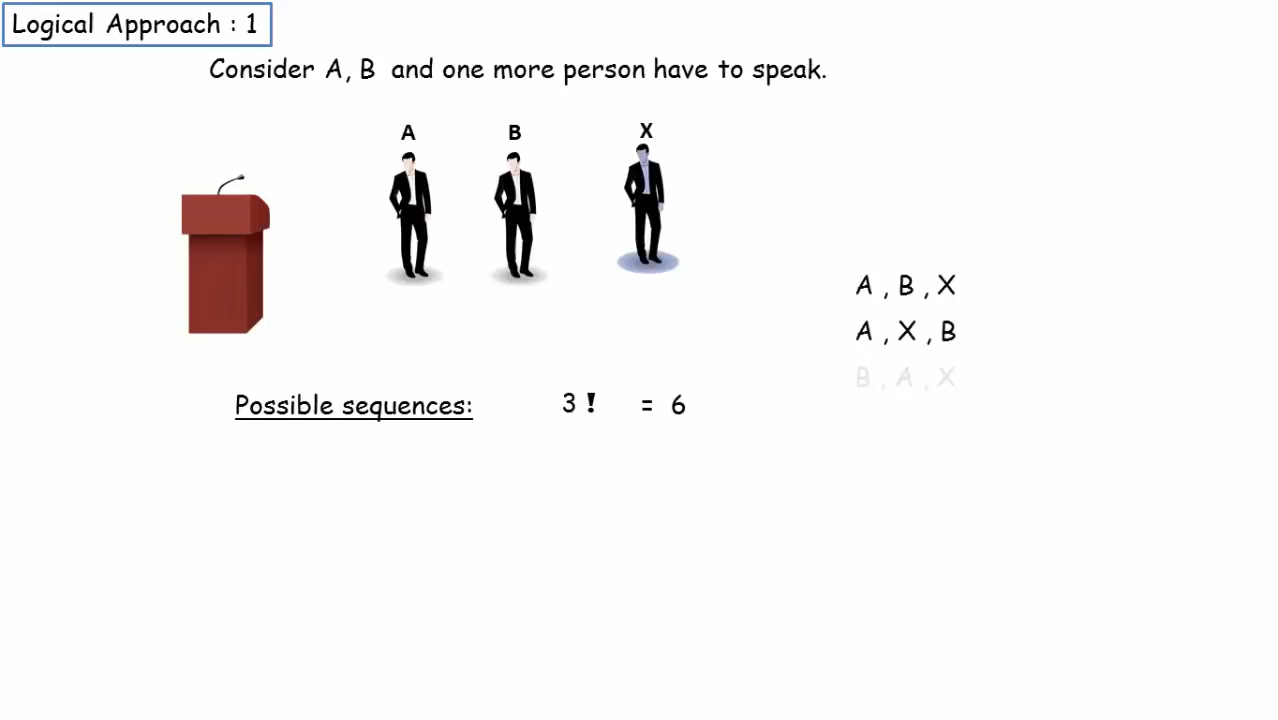 Logical Approach : 1
Consider A, B and one more person have to speak.
A B X
A , B , X
A , X , B
B , A , X
Possible sequences: 3 ! = 6